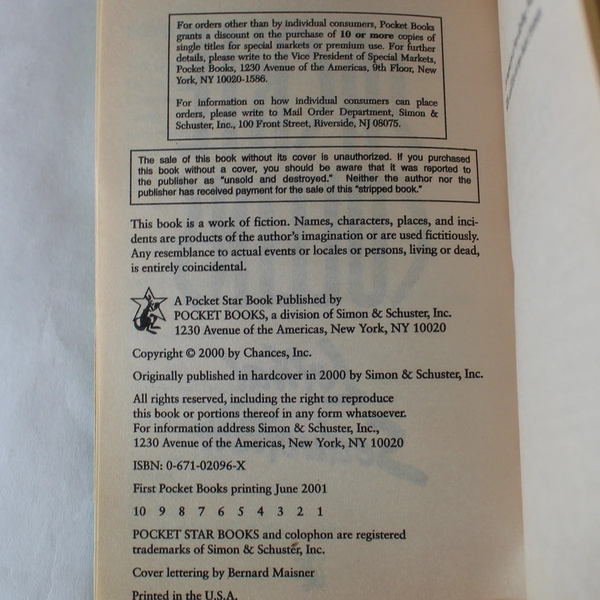 For orders other than by individual consumers, Pocket Books
grants a discount on the purchase of 10 or more copies of
single titles for special markets or premium use. For further
details, please write to the Vice President of Special Markets,
Pocket Books, 1230 Avenue of the Americas, 9th Floor, New
York, NY 10020-1586.
For information on how individual consumers can place
orders, please write to Mail Order Department, Simon &
Schuster, Inc., 100 Front Street, Riverside, NJ 08075.
The sale of this book without its cover is unauthorized. If you purchased
this book without a cover, you should be aware that it was reported to
the publisher as "unsold and destroyed." Neither the author nor the
publisher has received payment for the sale of this "stripped book."
This book is a work of fiction. Names, characters, places, and inci-
dents are products of the author's imagination or are used fictitiously.
Any resemblance to actual events or locales or persons, living or dead,
is entirely coincidental.
A Pocket Star Book Published by
POCKET BOOKS, a division of Simon & Schuster, Inc.
1230 Avenue of the Americas, New York, NY 10020
Copyright © 2000 by Chances, Inc.
Originally published in hardcover in 2000 by Simon & Schuster, Inc.
All rights reserved, including the right to reproduce
this book or portions thereof in any form whatsoever.
For information address Simon & Schuster, Inc.,
1230 Avenue of the Americas, New York, NY 10020
ISBN: 0-671-02096-X
First Pocket Books printing June 2001
10 9 8 7 6 5 4 3 2 1
POCKET STAR BOOKS and colophon are registered
trademarks of Simon & Schuster, Inc.
Cover lettering by Bernard Maisner
Printed in the U.S.A.